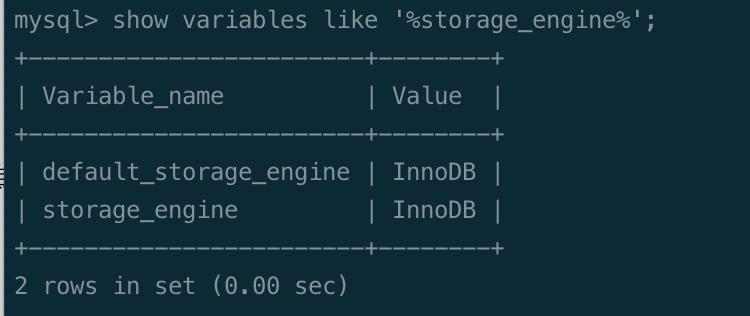 mysql> show variables like '%storage_engine%';
+------------------------+--------+
| Variable_name          | Value  |
+------------------------+--------+
| default_storage_engine | InnoDB |
| storage_engine         | InnoDB |
+------------------------+--------+
2 rows in set (0.00 sec)